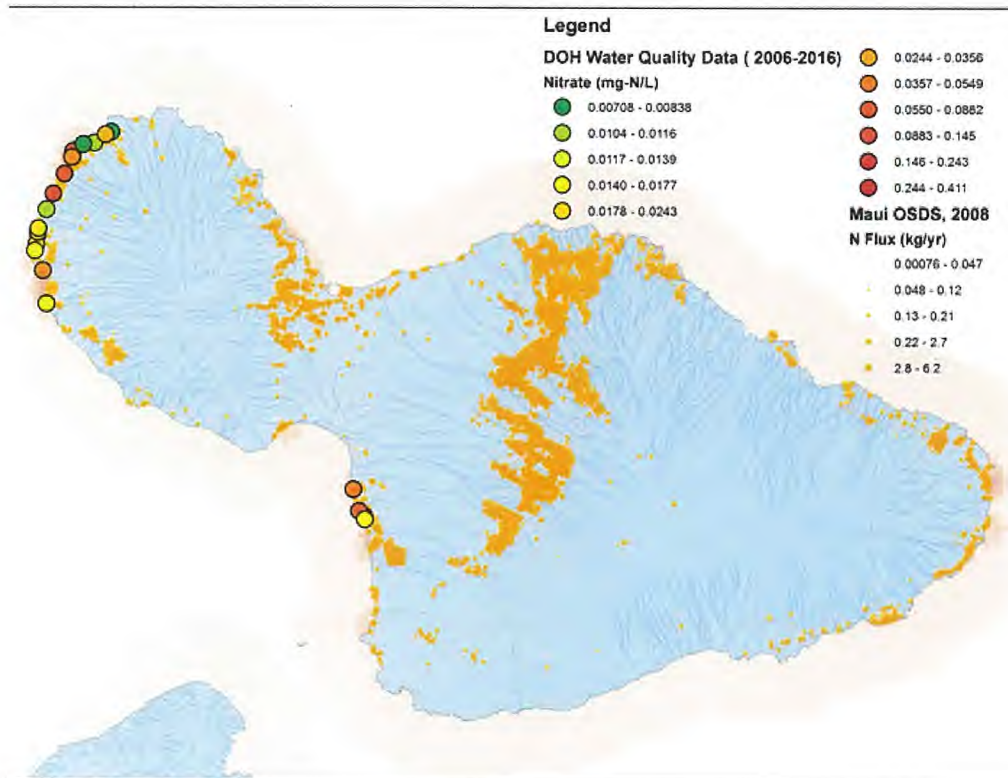 Legend
DOH Water Quality Data ( 2006-2016)
Nitrate (mg-N/L)
0.00708 - 0.00838
0.0104 - 0.0116
0.0117 - 0.0139
0.0140 - 0.0177
0.0178 - 0.0243
0.0244 - 0.0356
0.0357 - 0.0549
0.0550 - 0.0882
0.0883 - 0.145
0.146 - 0.243
0.244 - 0.411
Maui OSDS, 2008
N Flux (kg/yr)
0.00076 - 0.047
0.048 - 0.12
0.13 - 0.21
0.22 - 2.7
2.8 - 6.2